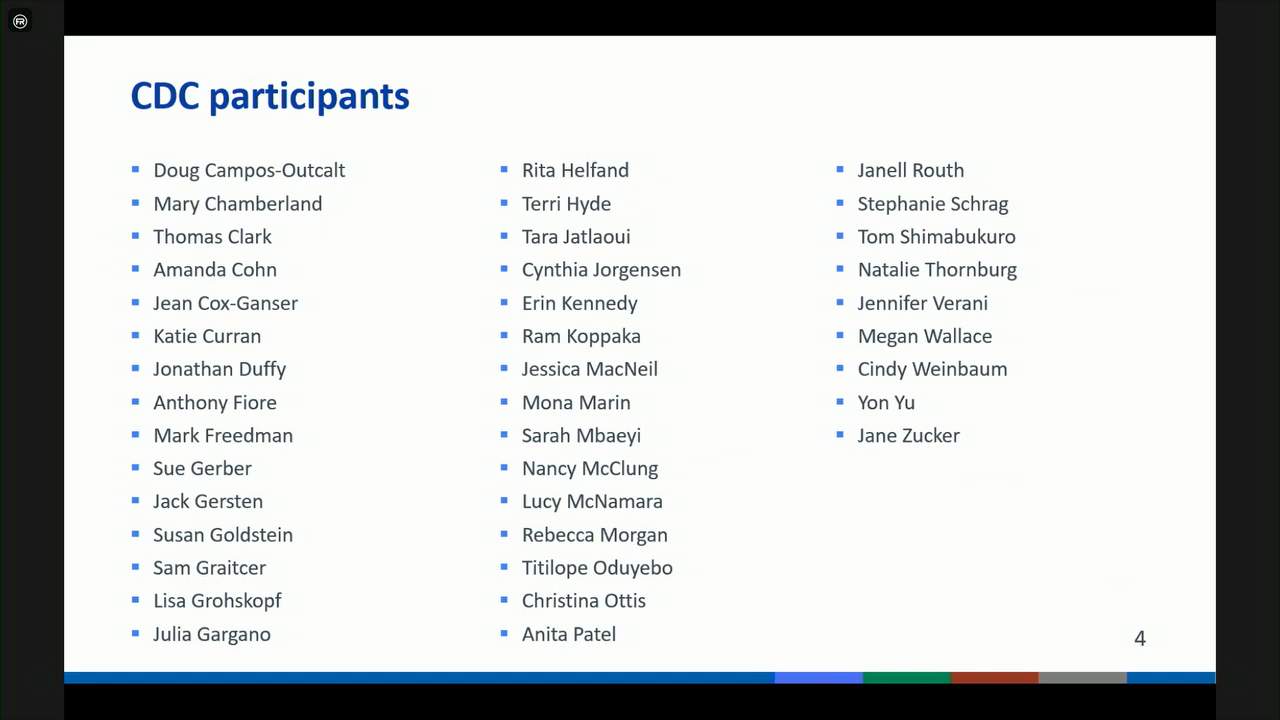 FR
CDC participants
Doug Campos-Outcalt
Mary Chamberland
Thomas Clark
Amanda Cohn
Jean Cox-Ganser
Katie Curran
Jonathan Duffy
Anthony Fiore
Mark Freedman
Sue Gerber
Jack Gersten
Susan Goldstein
Sam Graitcer
Lisa Grohskopf
Julia Gargano
Rita Helfand
Terri Hyde
Tara Jatlaoui
Cynthia Jorgensen
Erin Kennedy
Ram Koppaka
Jessica MacNeil
Mona Marin
Sarah Mbaeyi
Nancy McClung
Lucy McNamara
Rebecca Morgan
Titilope Oduyebo
Christina Ottis
Anita Patel
Janell Routh
Stephanie Schrag
Tom Shimabukuro
Natalie Thornburg
Jennifer Verani
Megan Wallace
Cindy Weinbaum
Yon Yu
Jane Zucker
4